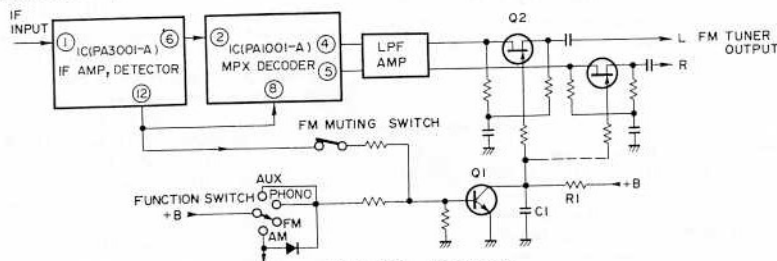 IF
INPUT
① ⑥
IC(PA3001-A)
IF AMP, DETECTOR
⑫
② ④
IC(PA1001-A)
MPX DECODER
⑤
⑧
LPF
AMP
Q2
L FM TUNER
OUTPUT
R
FM MUTING SWITCH
AUX
PHONO
FUNCTION SWITCH
+B
FM
AM
Q1
C1
R1
+B